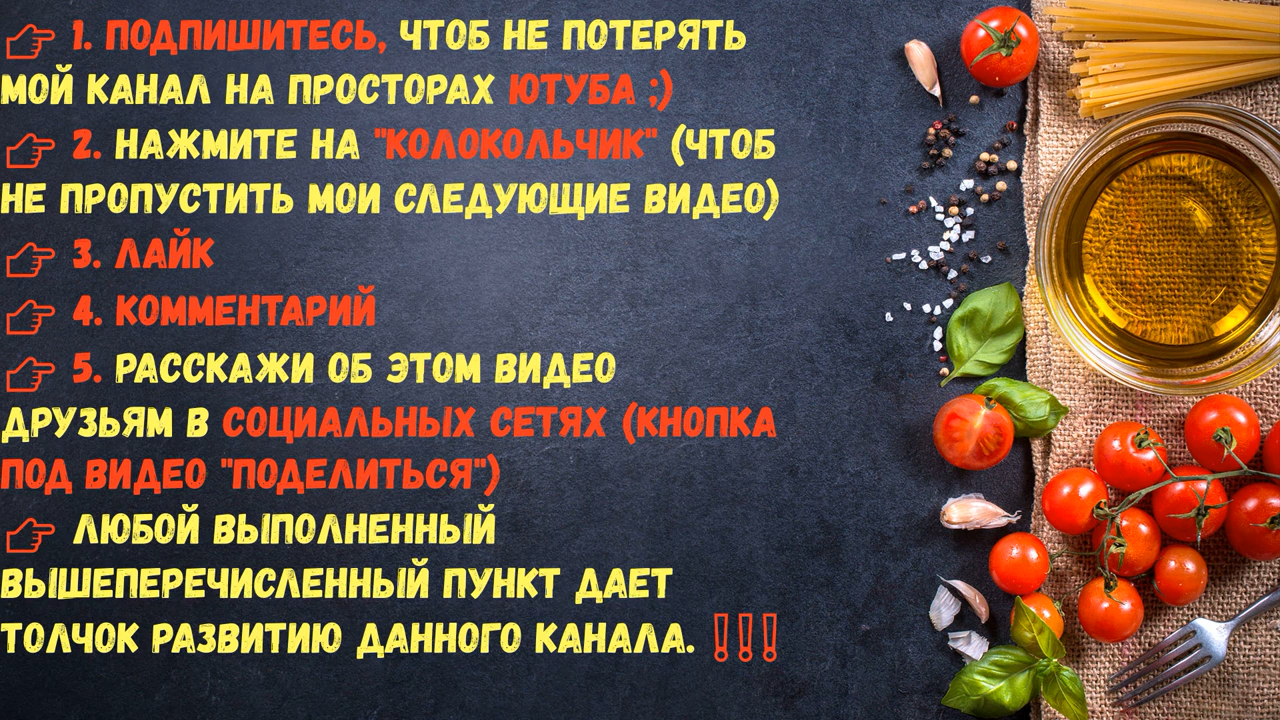 👉 1. ПОДПИШИТЕСЬ, ЧТОБ НЕ ПОТЕРЯТЬ
МОЙ КАНАЛ НА ПРОСТОРАХ ЮТУБА ;)
👉 2. НАЖМИТЕ НА "КОЛОКОЛЬЧИК" (ЧТОБ
НЕ ПРОПУСТИТЬ МОИ СЛЕДУЮЩИЕ ВИДЕО)
👉 3. ЛАЙК
👉 4. КОММЕНТАРИЙ
👉 5. РАССКАЖИ ОБ ЭТОМ ВИДЕО
ДРУЗЬЯМ В СОЦИАЛЬНЫХ СЕТЯХ (КНОПКА
ПОД ВИДЕО "ПОДЕЛИТЬСЯ")
👉 ЛЮБОЙ ВЫПОЛНЕННЫЙ
ВЫШЕПЕРЕЧИСЛЕННЫЙ ПУНКТ ДАЕТ
ТОЛЧОК РАЗВИТИЮ ДАННОГО КАНАЛА. !!!